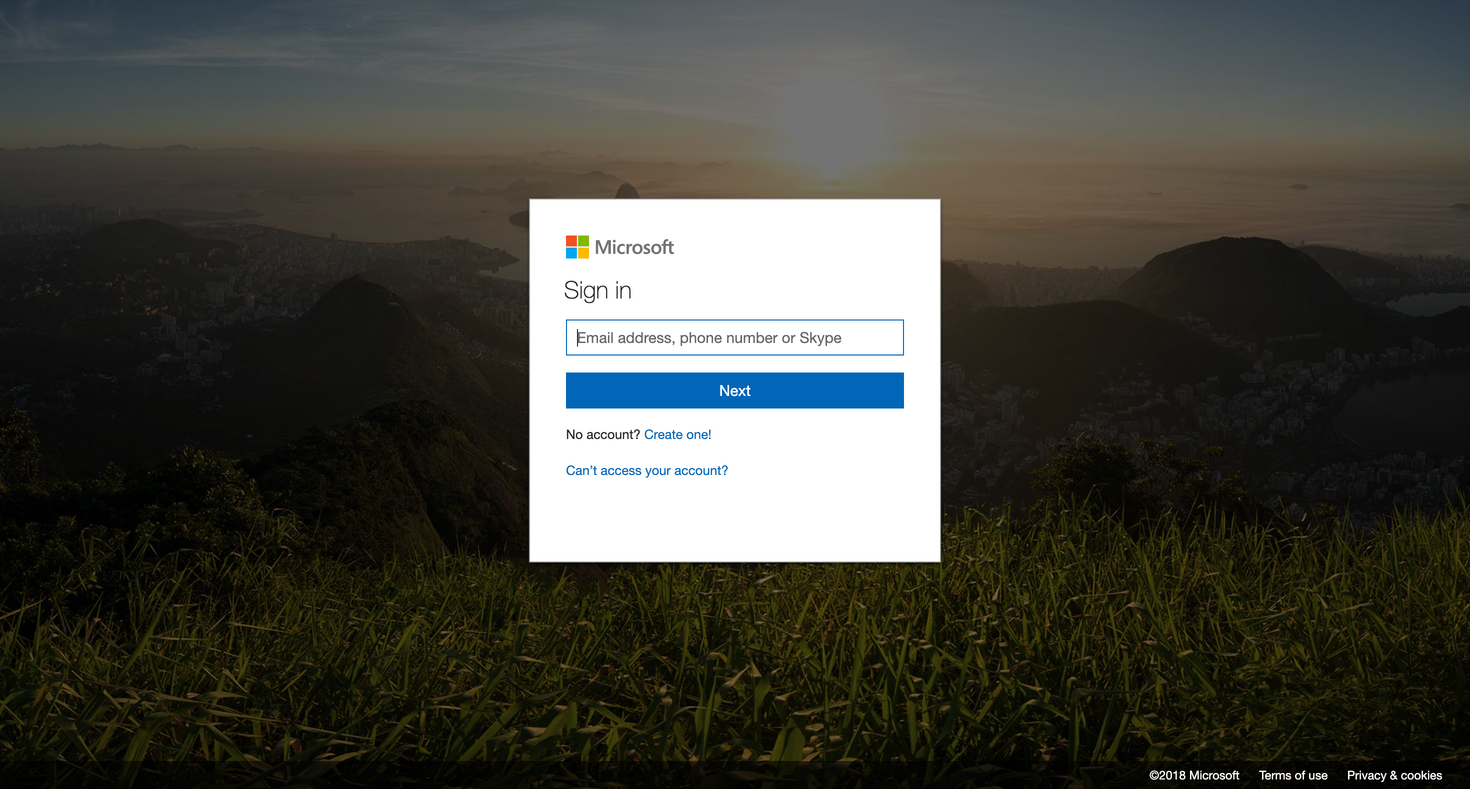 Microsoft
Sign in
Email address, phone number or Skype
Next
No account? Create one!
Can't access your account?
©2018 Microsoft Terms of use Privacy & cookies